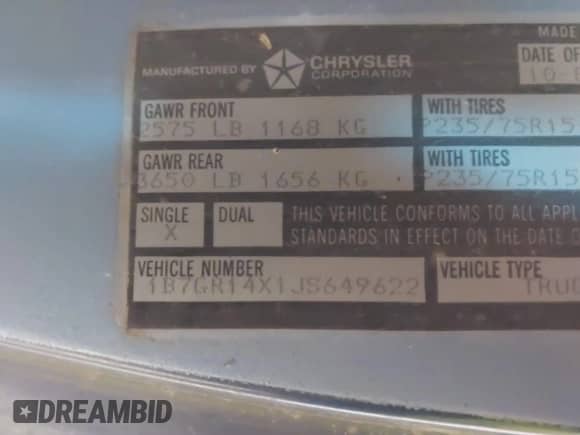 MADE
MANUFACTURED BY CHRYSLER CORPORATION DATE OF
10-
GAWR FRONT WITH TIRES
2575 LB 1168 KG P235/75R15
GAWR REAR WITH TIRES
3650 LB 1656 KG P235/75R15
SINGLE DUAL THIS VEHICLE CONFORMS TO ALL APPL
X STANDARDS IN EFFECT ON THE DATE O
VEHICLE NUMBER VEHICLE TYPE
1B7GR14X1JS649622 TRUC
DREAMBID